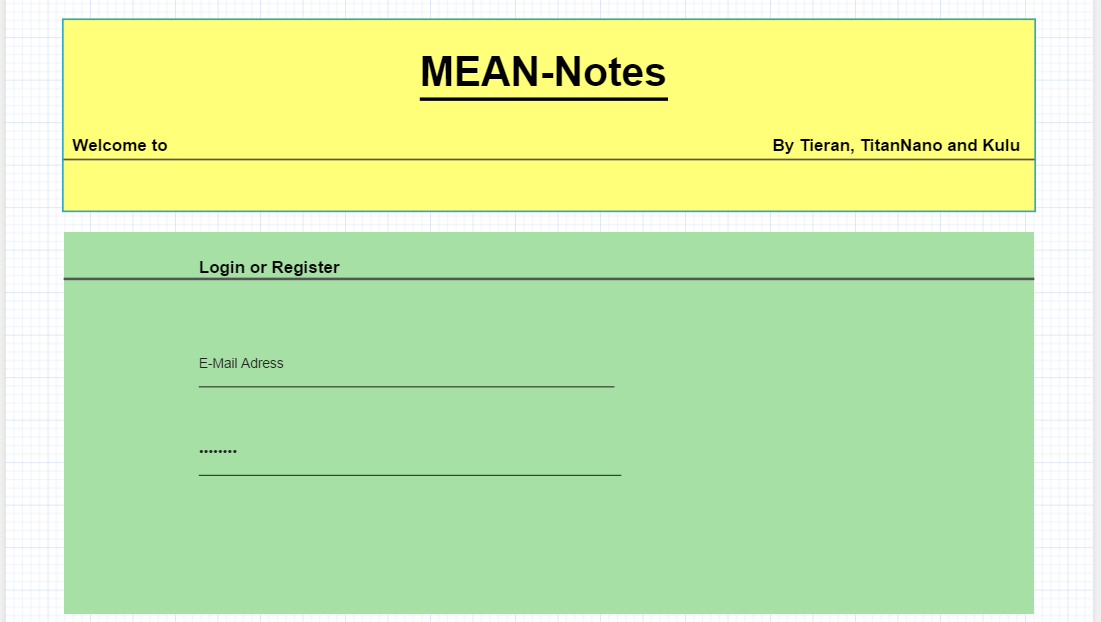 MEAN-Notes
Welcome to
By Tieran, TitanNano and Kulu
Login or Register
E-Mail Adress
••••••••